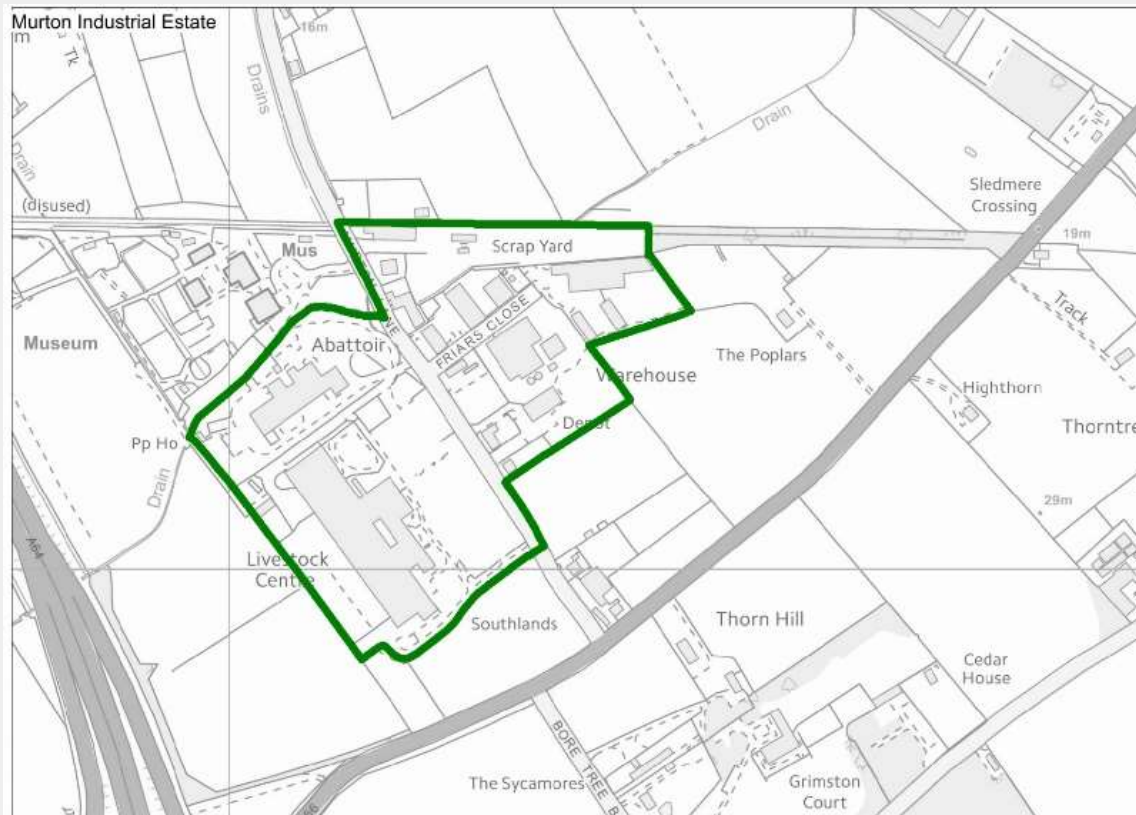 Murton Industrial Estate
m
Tk
16m
Drains
Drain
Drain
(disused)
Mus
Scrap Yard
Sledmere
Crossing
19m
Museum
Abattoir
FRIARS CLOSE
Warehouse
The Poplars
Track
Highthorn
Thorntre
Pp Ho
Depot
Drain
29m
A64
Livestock
Centre
Southlands
Thorn Hill
Cedar
House
BORE TREE B
The Sycamores
Grimston
Court